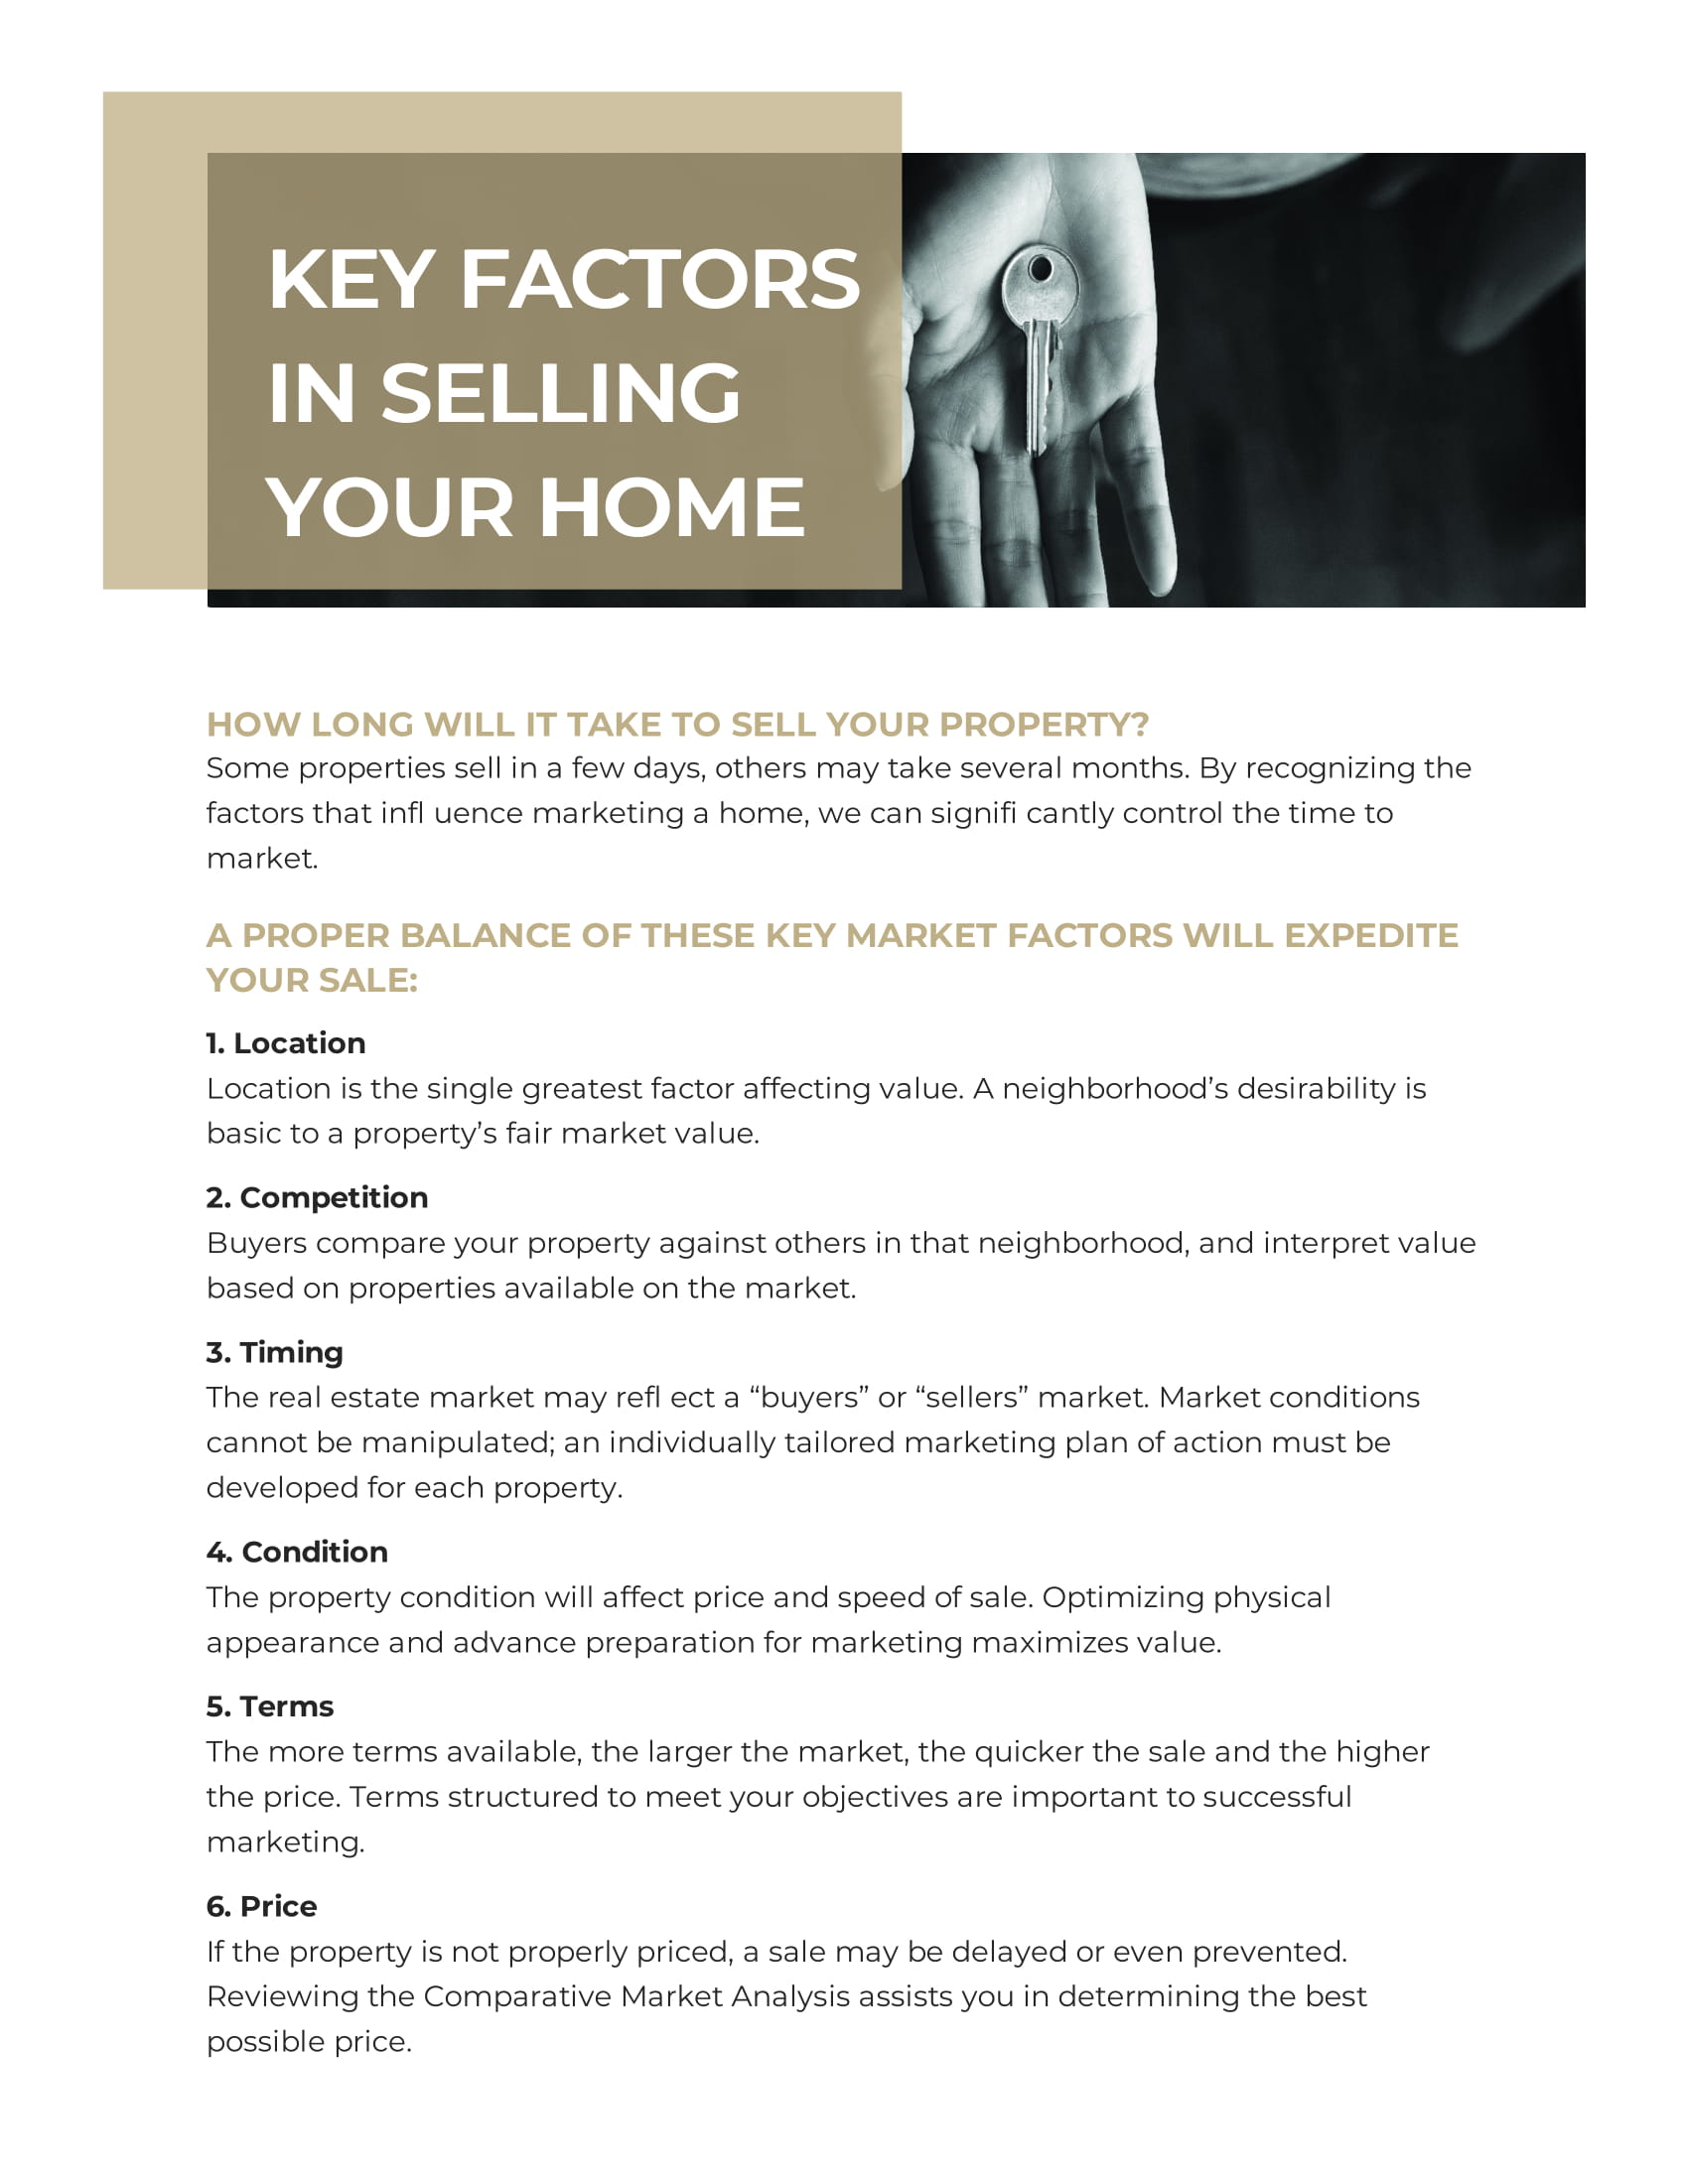 KEY FACTORS
IN SELLING
YOUR HOME
HOW LONG WILL IT TAKE TO SELL YOUR PROPERTY?
Some properties sell in a few days, others may take several months. By recognizing the
factors that infl uence marketing a home, we can signifi cantly control the time to
market.
A PROPER BALANCE OF THESE KEY MARKET FACTORS WILL EXPEDITE
YOUR SALE:
1. Location
Location is the single greatest factor affecting value. A neighborhood’s desirability is
basic to a property’s fair market value.
2. Competition
Buyers compare your property against others in that neighborhood, and interpret value
based on properties available on the market.
3. Timing
The real estate market may refl ect a “buyers” or “sellers” market. Market conditions
cannot be manipulated; an individually tailored marketing plan of action must be
developed for each property.
4. Condition
The property condition will affect price and speed of sale. Optimizing physical
appearance and advance preparation for marketing maximizes value.
5. Terms
The more terms available, the larger the market, the quicker the sale and the higher
the price. Terms structured to meet your objectives are important to successful
marketing.
6. Price
If the property is not properly priced, a sale may be delayed or even prevented.
Reviewing the Comparative Market Analysis assists you in determining the best
possible price.